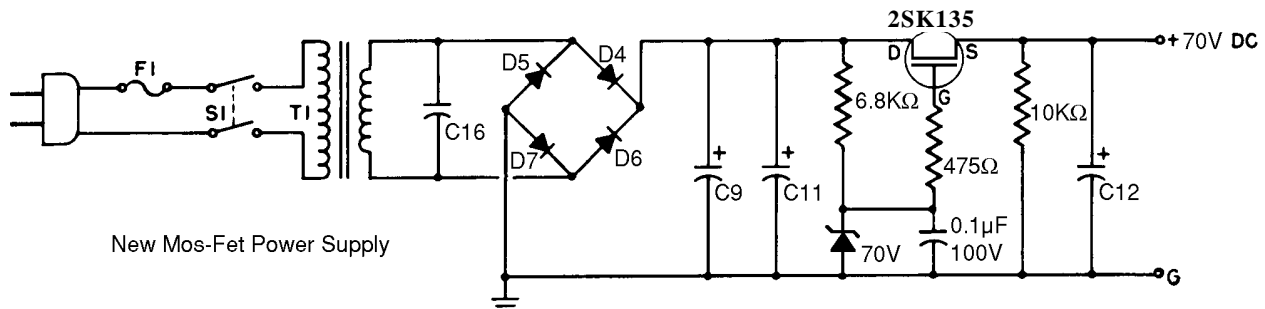 2SK135
D
S
G
+ 70V DC
F1
S1
T1
C16
D5
D4
D7
D6
C9
C11
6.8KΩ
475Ω
10KΩ
C12
70V
0.1µF
100V
G
New Mos-Fet Power Supply